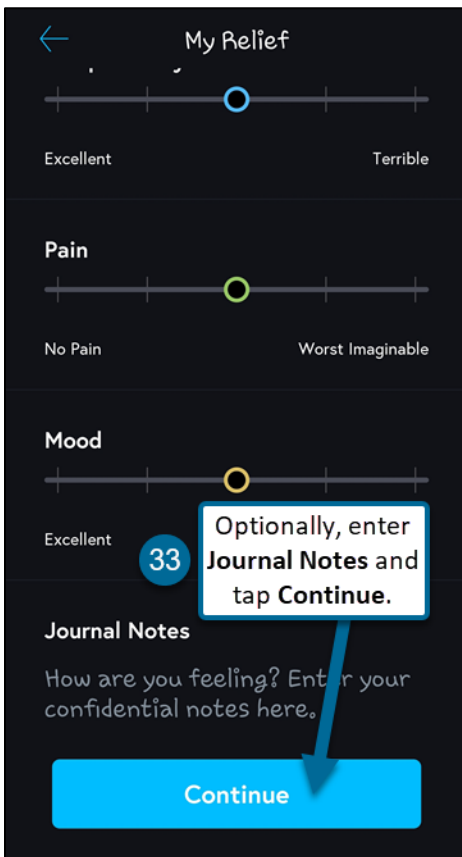 My Relief
Excellent Terrible
Pain
No Pain Worst Imaginable
Mood
Excellent
33
Optionally, enter
Journal Notes and
tap Continue.
Journal Notes
How are you feeling? Enter your
confidential notes here.
Continue